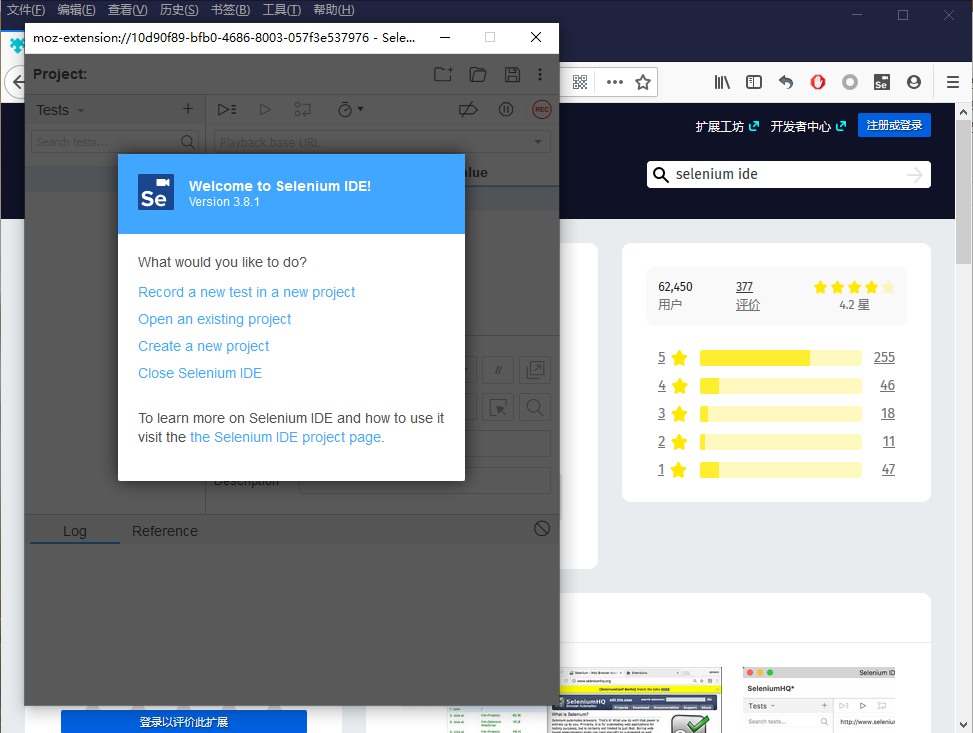 文件(F) 编辑(E) 查看(V) 历史(S) 书签(B) 工具(T) 帮助(H)
moz-extension://10d90f89-bfb0-4686-8003-057f3e537976 - Sele...
Project:
Tests
REC
Search tests...
Playback base URL
alue
Welcome to Selenium IDE!
Version 3.8.1
Se
What would you like to do?
Record a new test in a new project
Open an existing project
Create a new project
Close Selenium IDE
To learn more on Selenium IDE and how to use it
visit the the Selenium IDE project page.
//
Description
Log Reference
扩展工坊 开发者中心 注册或登录
selenium ide
62,450 377
用户 评价 4.2 星
5 255
4 46
3 18
2 11
1 47
登录以评价此扩展
What is Selenium?
SeleniumHQ
Selenium ID
SeleniumHQ*
Tests
Search tests...
http://www.seleniur